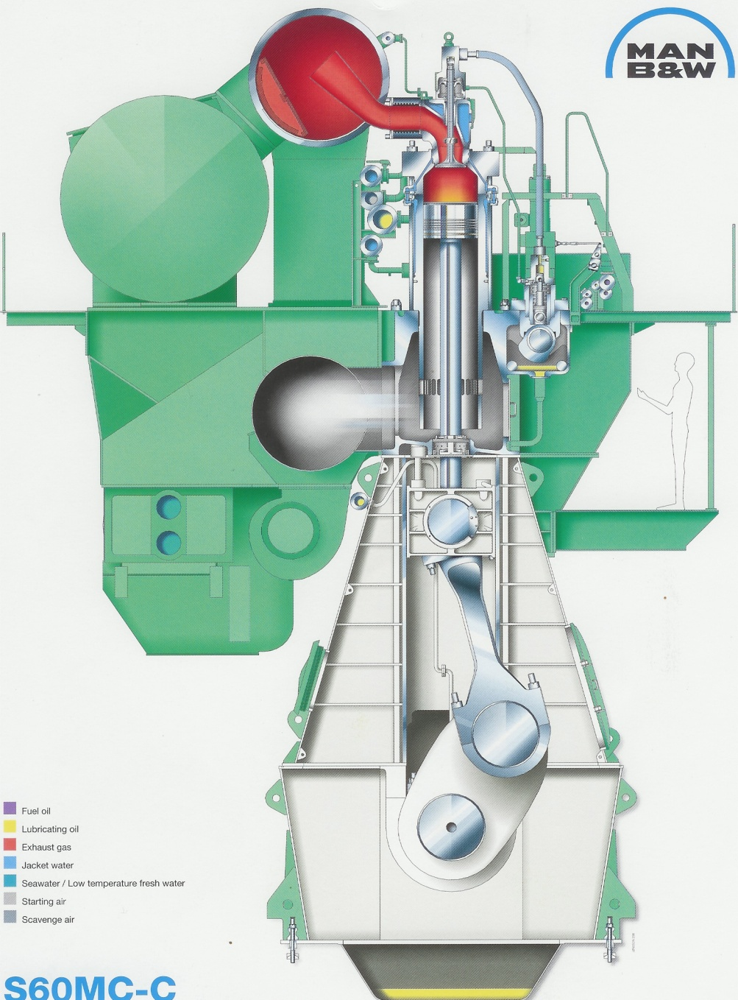 MAN
B&W
Fuel oil
Lubricating oil
Exhaust gas
Jacket water
Seawater / Low temperature fresh water
Starting air
Scavenge air
S60MC-C